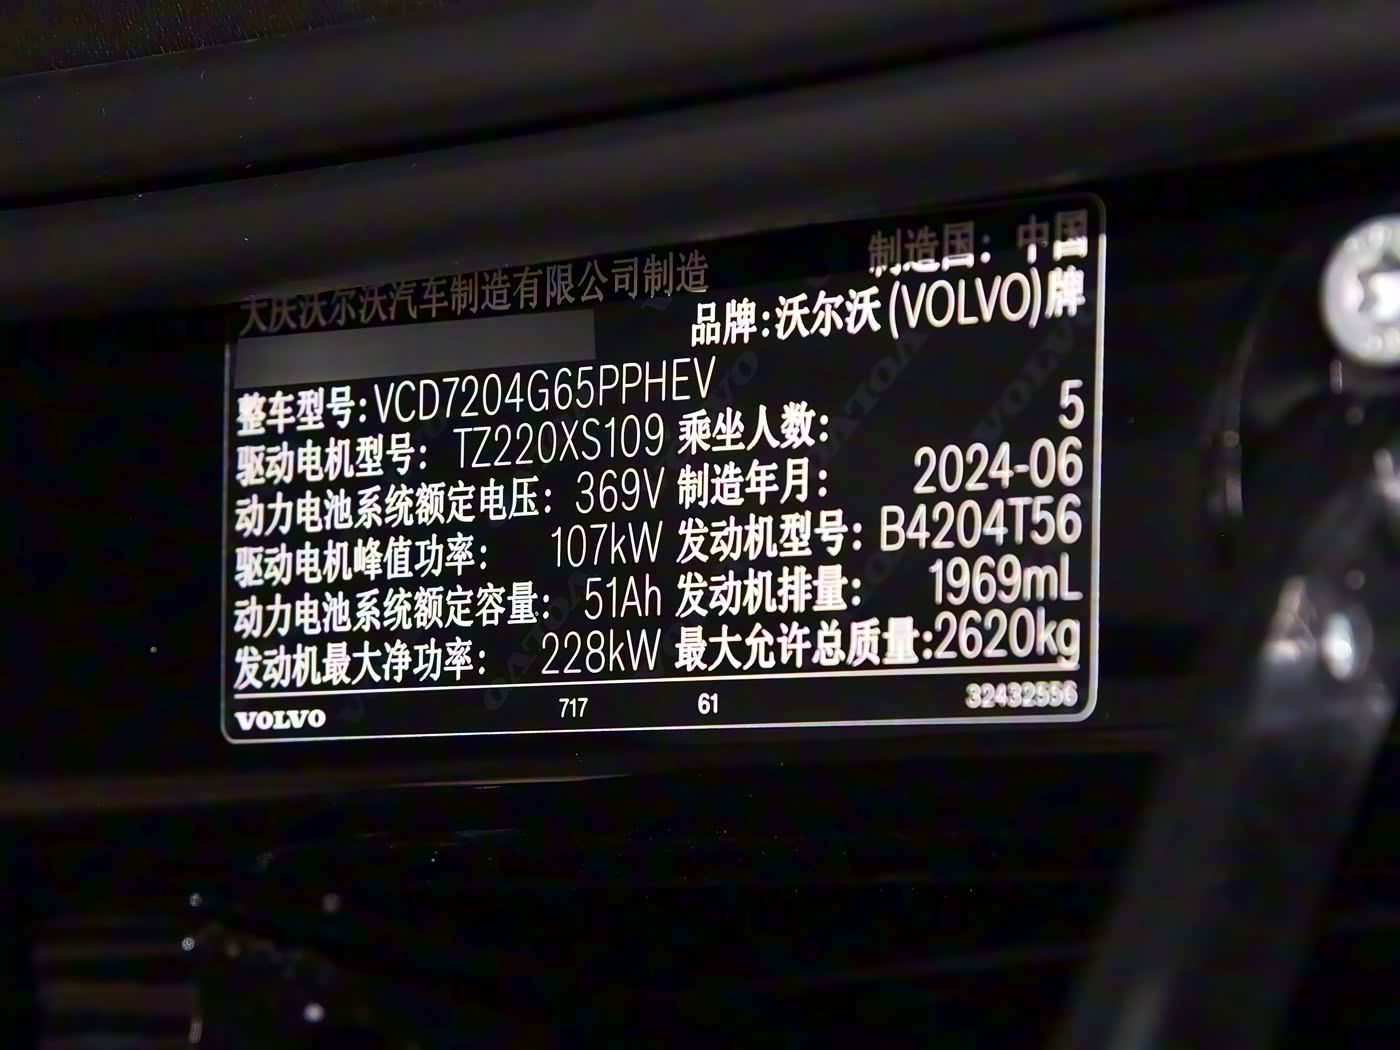 大庆沃尔沃汽车制造有限公司制造 制造国：中国
品牌:沃尔沃(VOLVO)牌
整车型号:VCD7204G65PPHEV
驱动电机型号：TZ220XS109 乘坐人数：5
动力电池系统额定电压：369V 制造年月：2024-06
驱动电机峰值功率：107kW 发动机型号：B4204T56
动力电池系统额定容量：51Ah 发动机排量：1969mL
发动机最大净功率：228kW 最大允许总质量:2620kg
VOLVO 717 61 32432556